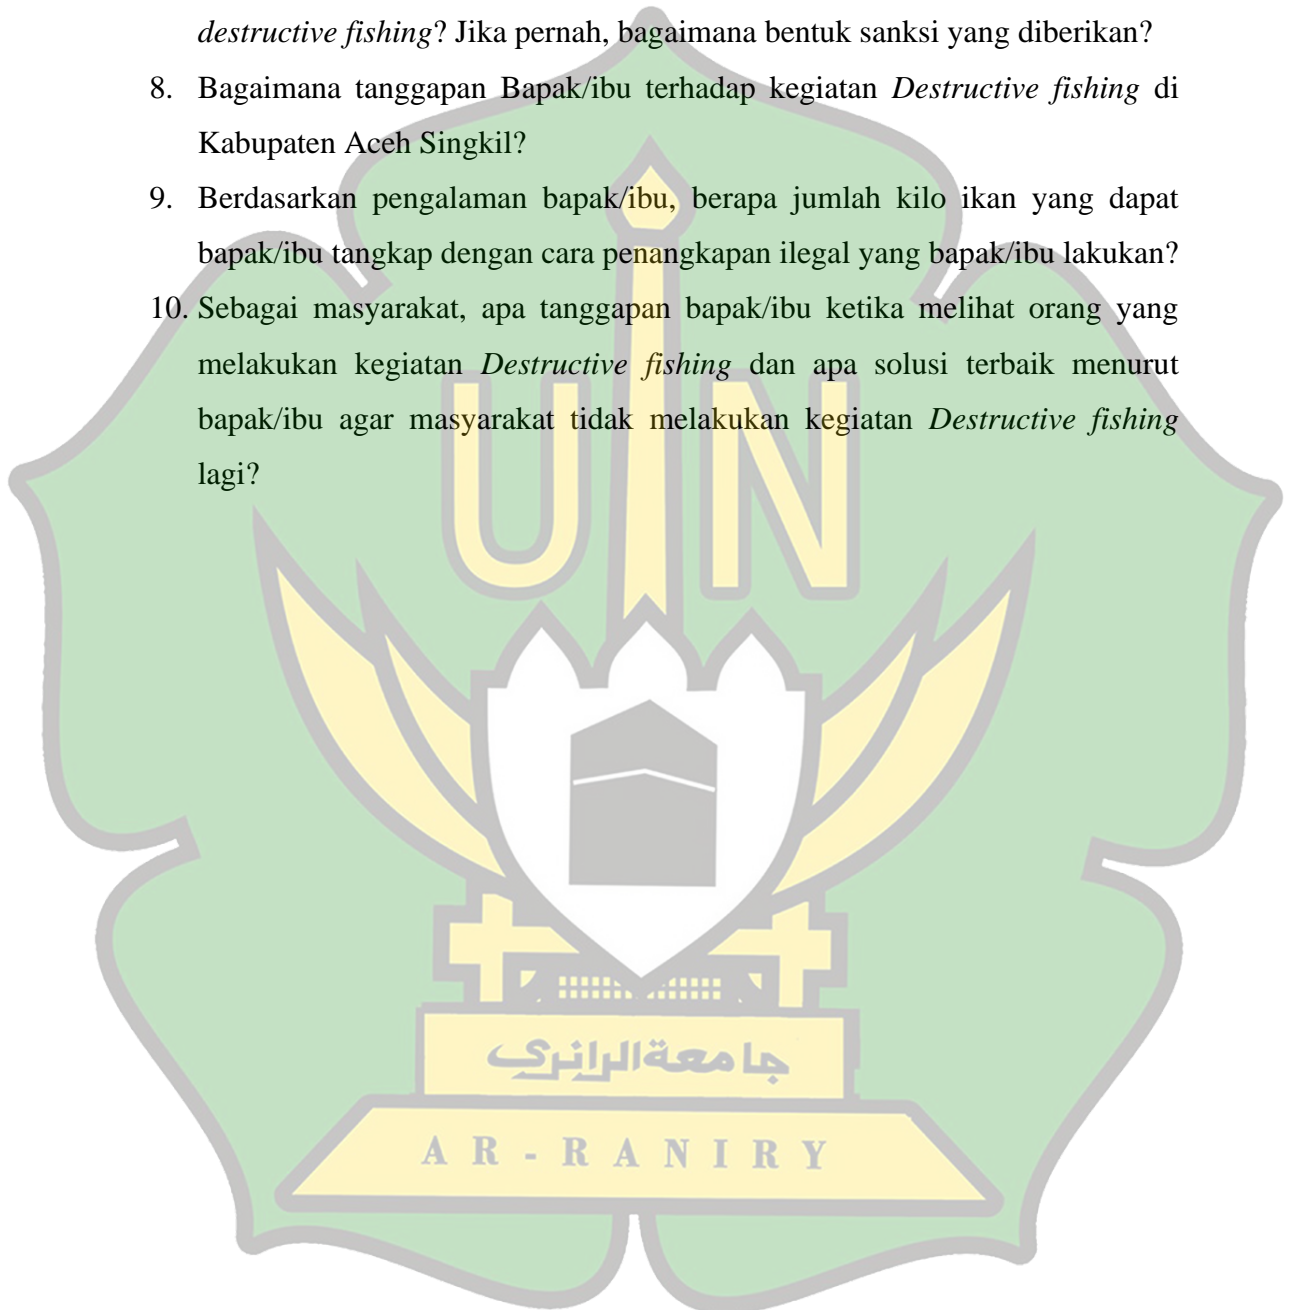 destructive fishing? Jika pernah, bagaimana bentuk sanksi yang diberikan?
8. Bagaimana tanggapan Bapak/ibu terhadap kegiatan Destructive fishing di
Kabupaten Aceh Singkil?
9. Berdasarkan pengalaman bapak/ibu, berapa jumlah kilo ikan yang dapat
bapak/ibu tangkap dengan cara penangkapan ilegal yang bapak/ibu lakukan?
10. Sebagai masyarakat, apa tanggapan bapak/ibu ketika melihat orang yang
melakukan kegiatan Destructive fishing dan apa solusi terbaik menurut
bapak/ibu agar masyarakat tidak melakukan kegiatan Destructive fishing
lagi?
UIN
جامعة الرانري
AR-RANIRY